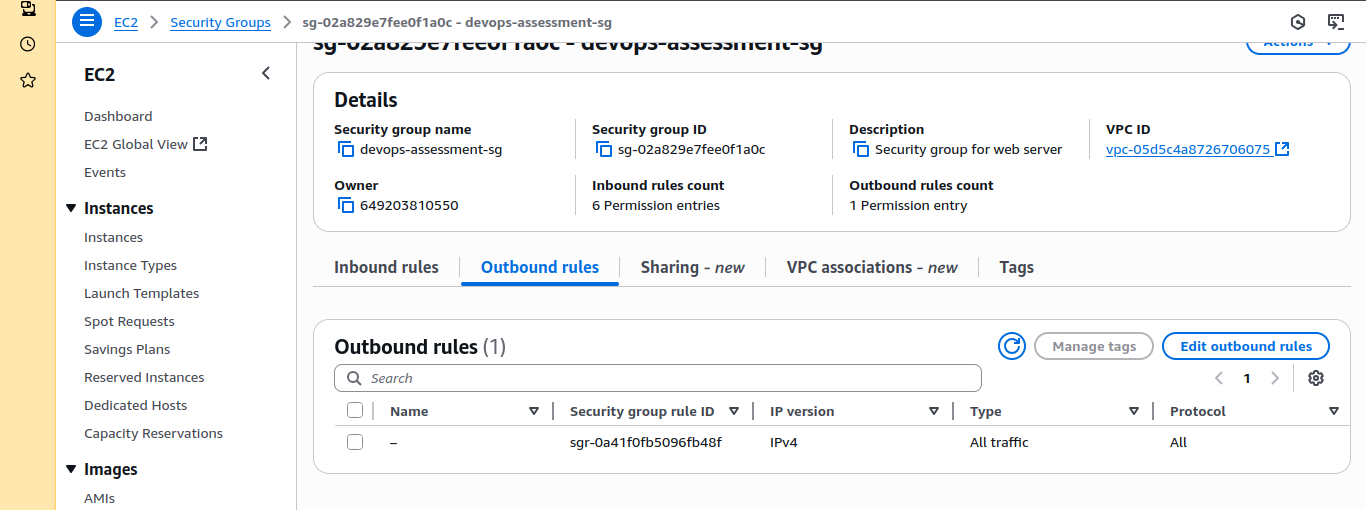 EC2 > Security Groups > sg-02a829e7fee0f1a0c - devops-assessment-sg
sg-02a829e7fee0f1a0c - devops-assessment-sg
Actions
EC2
Dashboard
EC2 Global View
Events
Instances
Instances
Instance Types
Launch Templates
Spot Requests
Savings Plans
Reserved Instances
Dedicated Hosts
Capacity Reservations
Images
AMIs
Details
Security group name
devops-assessment-sg
Security group ID
sg-02a829e7fee0f1a0c
Description
Security group for web server
VPC ID
vpc-05d5c4a8726706075
Owner
649203810550
Inbound rules count
6 Permission entries
Outbound rules count
1 Permission entry
Inbound rules
Outbound rules
Sharing - new
VPC associations - new
Tags
Outbound rules (1)
Manage tags
Edit outbound rules
Search
1
Name Security group rule ID IP version Type Protocol
– sgr-0a41f0fb5096fb48f IPv4 All traffic All